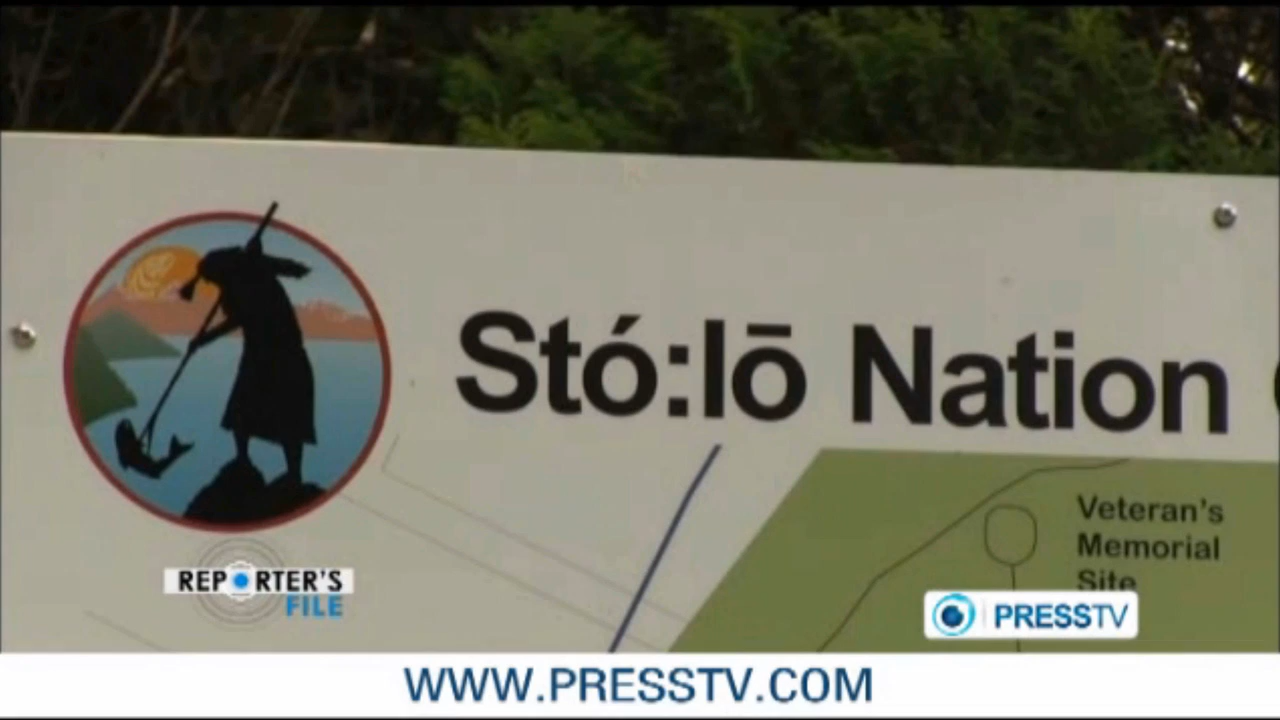 Stó:lō Nation
Veteran's
Memorial
Site
REPORTER'S
FILE
PRESSTV
WWW.PRESSTV.COM